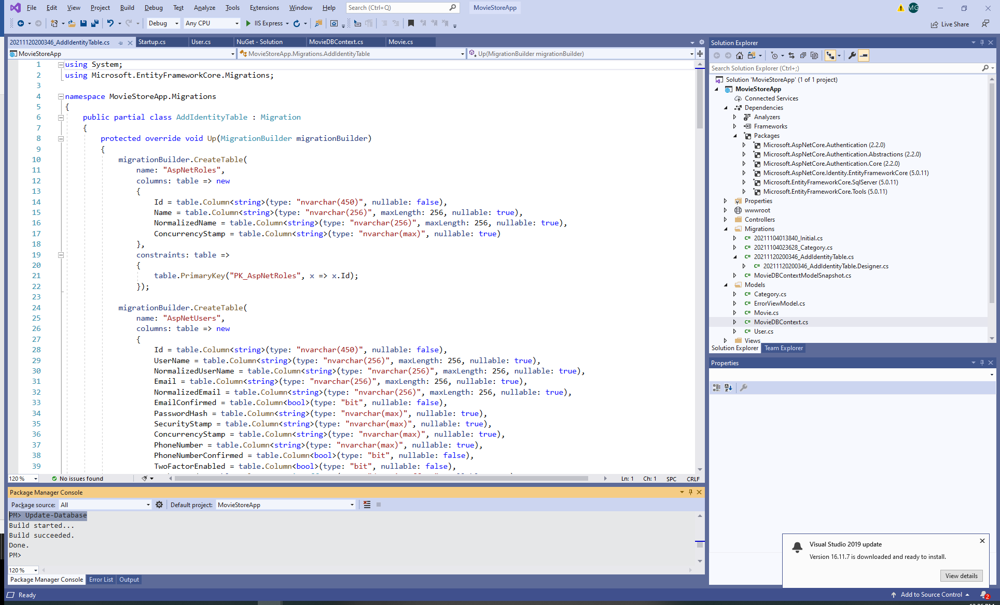 File Edit View Project Build Debug Test Analyze Tools Extensions Window Help Search (Ctrl+Q) MovieStoreApp MG
Debug Any CPU IIS Express Live Share
20211120200346_AddIdentityTable.cs Startup.cs User.cs NuGet - Solution MovieDBContext.cs Movie.cs
MovieStoreApp MovieStoreApp.Migrations.AddIdentityTable Up(MigrationBuilder migrationBuilder)
1 using System;
2 using Microsoft.EntityFrameworkCore.Migrations;
3
4 namespace MovieStoreApp.Migrations
5 {
6 public partial class AddIdentityTable : Migration
7 {
8 protected override void Up(MigrationBuilder migrationBuilder)
9 {
10 migrationBuilder.CreateTable(
11 name: "AspNetRoles",
12 columns: table => new
13 {
14 Id = table.Column<string>(type: "nvarchar(450)", nullable: false),
15 Name = table.Column<string>(type: "nvarchar(256)", maxLength: 256, nullable: true),
16 NormalizedName = table.Column<string>(type: "nvarchar(256)", maxLength: 256, nullable: true),
17 ConcurrencyStamp = table.Column<string>(type: "nvarchar(max)", nullable: true)
18 },
19 constraints: table =>
20 {
21 table.PrimaryKey("PK_AspNetRoles", x => x.Id);
22 });
23
24 migrationBuilder.CreateTable(
25 name: "AspNetUsers",
26 columns: table => new
27 {
28 Id = table.Column<string>(type: "nvarchar(450)", nullable: false),
29 UserName = table.Column<string>(type: "nvarchar(256)", maxLength: 256, nullable: true),
30 NormalizedUserName = table.Column<string>(type: "nvarchar(256)", maxLength: 256, nullable: true),
31 Email = table.Column<string>(type: "nvarchar(256)", maxLength: 256, nullable: true),
32 NormalizedEmail = table.Column<string>(type: "nvarchar(256)", maxLength: 256, nullable: true),
33 EmailConfirmed = table.Column<bool>(type: "bit", nullable: false),
34 PasswordHash = table.Column<string>(type: "nvarchar(max)", nullable: true),
35 SecurityStamp = table.Column<string>(type: "nvarchar(max)", nullable: true),
36 ConcurrencyStamp = table.Column<string>(type: "nvarchar(max)", nullable: true),
37 PhoneNumber = table.Column<string>(type: "nvarchar(max)", nullable: true),
38 PhoneNumberConfirmed = table.Column<bool>(type: "bit", nullable: false),
39 TwoFactorEnabled = table.Column<bool>(type: "bit", nullable: false),
120 % No issues found Ln: 1 Ch: 1 SPC CRLF
Package Manager Console
Package source: All Default project: MovieStoreApp
PM> Update-Database
Build started...
Build succeeded.
Done.
PM>
120 %
Package Manager Console Error List Output
Solution Explorer
Search Solution Explorer (Ctrl+;)
Solution 'MovieStoreApp' (1 of 1 project)
MovieStoreApp
Connected Services
Dependencies
Analyzers
Frameworks
Packages
Microsoft.AspNetCore.Authentication (2.2.0)
Microsoft.AspNetCore.Authentication.Abstractions (2.2.0)
Microsoft.AspNetCore.Authentication.Core (2.2.0)
Microsoft.AspNetCore.Identity.EntityFrameworkCore (5.0.11)
Microsoft.EntityFrameworkCore.SqlServer (5.0.11)
Microsoft.EntityFrameworkCore.Tools (5.0.11)
Properties
wwwroot
Controllers
Migrations
C# 20211104013840_Initial.cs
C# 20211104023628_Category.cs
C# 20211120200346_AddIdentityTable.cs
C# 20211120200346_AddIdentityTable.Designer.cs
C# MovieDBContextModelSnapshot.cs
Models
C# Category.cs
C# ErrorViewModel.cs
C# Movie.cs
C# MovieDBContext.cs
C# User.cs
Views
Solution Explorer Team Explorer
Properties
Visual Studio 2019 update
Version 16.11.7 is downloaded and ready to install.
View details
Ready Add to Source Control 2